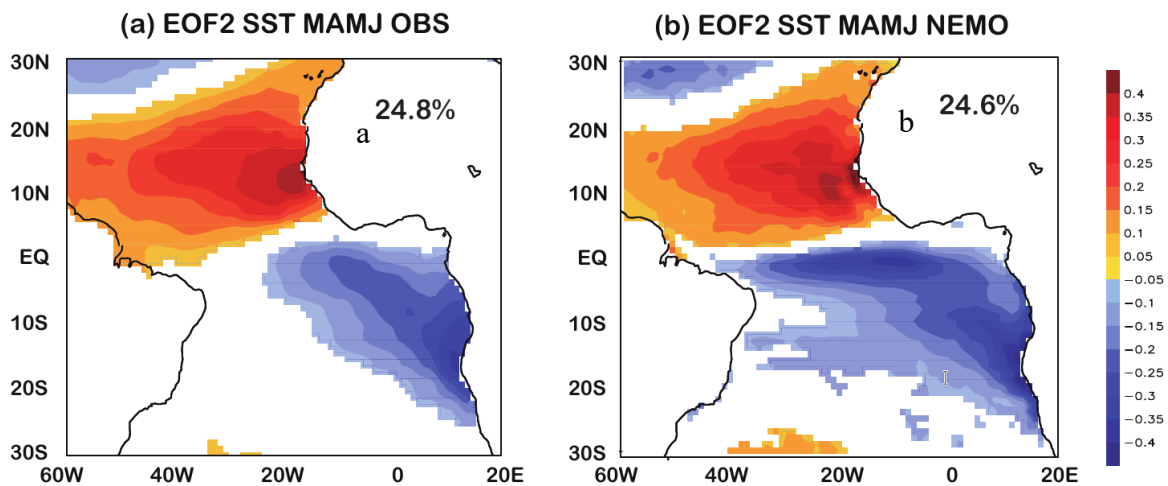 (a) EOF2 SST MAMJ OBS
30N
20N
10N
EQ
10S
20S
30S
60W 40W 20W 0 20E
24.8%
a
(b) EOF2 SST MAMJ NEMO
30N
20N
10N
EQ
10S
20S
30S
60W 40W 20W 0 20E
24.6%
b
0.4
0.35
0.3
0.25
0.2
0.15
0.1
0.05
−0.05
−0.1
−0.15
−0.2
−0.25
−0.3
−0.35
−0.4